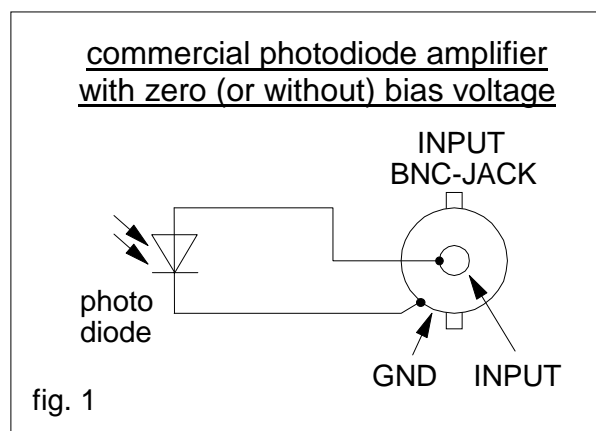 commercial photodiode amplifier
with zero (or without) bias voltage
INPUT
BNC-JACK
photo
diode
GND
INPUT
fig. 1